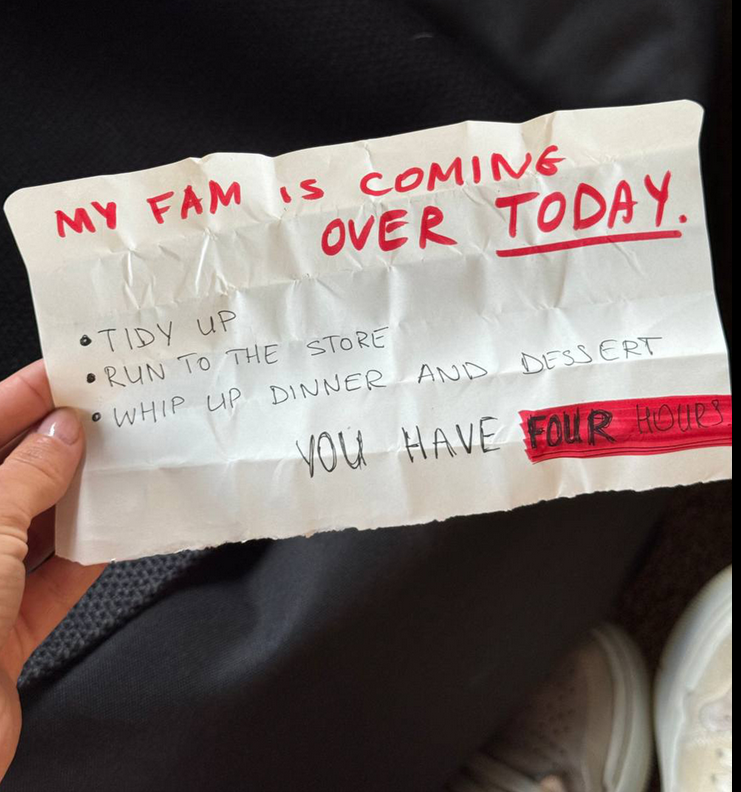 MY FAM IS COMING
OVER TODAY.
• TIDY UP
• RUN TO THE STORE
• WHIP UP DINNER AND DESSERT
YOU HAVE FOUR HOURS.